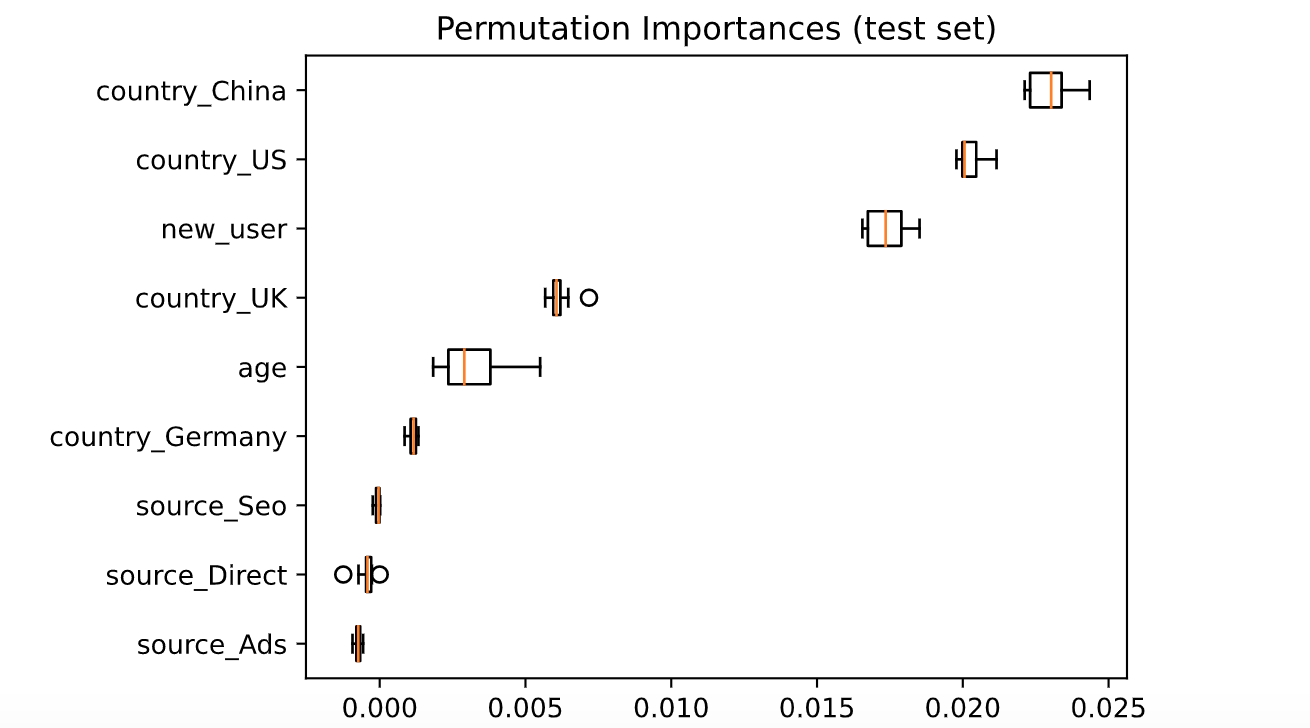 Permutation Importances (test set)
country_China
country_US
new_user
country_UK
age
country_Germany
source_Seo
source_Direct
source_Ads
0.000 0.005 0.010 0.015 0.020 0.025